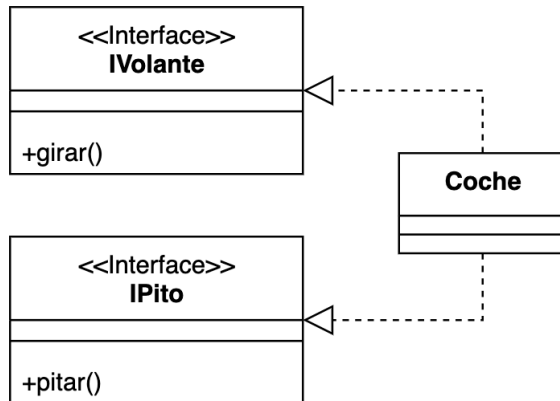 <<Interface>>
IVolante
+girar()
Coche
<<Interface>>
IPito
+pitar()